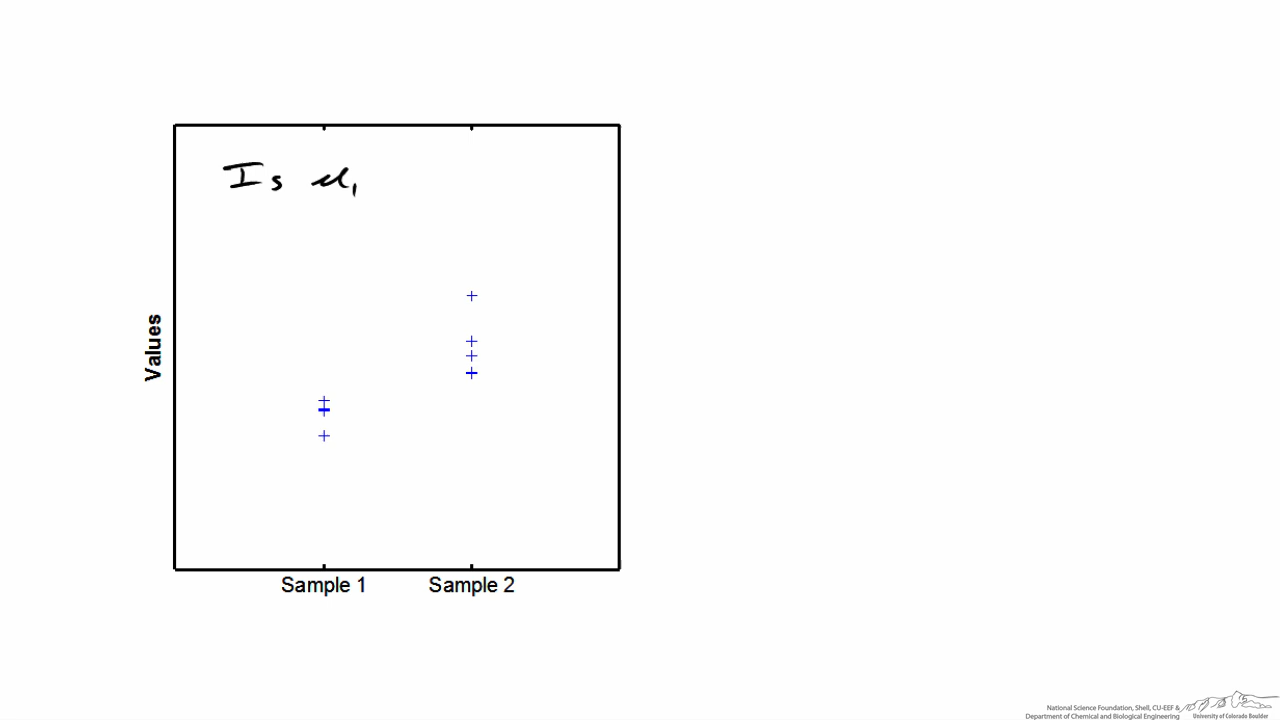 Is μ₁
Values
Sample 1 Sample 2
National Science Foundation, Shell, CU-EEF &
Department of Chemical and Biological Engineering
University of Colorado Boulder